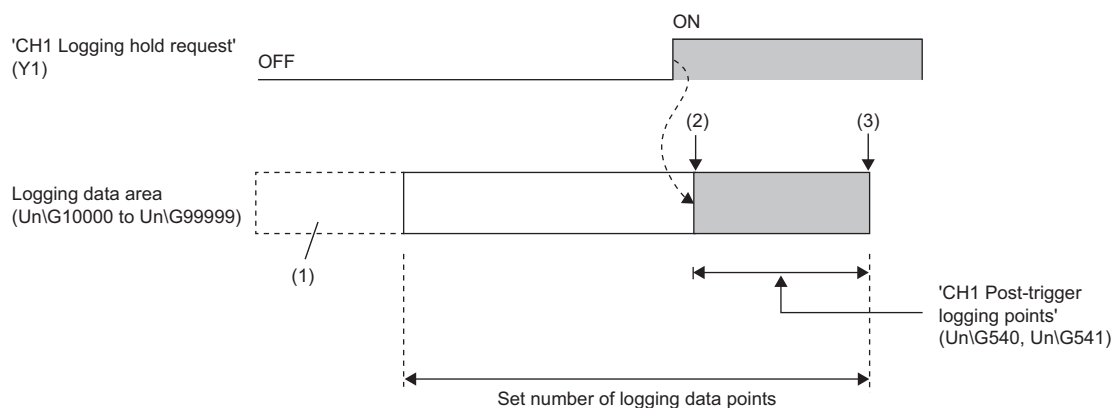 ON
'CH1 Logging hold request'
(Y1)
OFF
(2)
(3)
Logging data area
(Un\G10000 to Un\G99999)
(1)
'CH1 Post-trigger
logging points'
(Un\G540, Un\G541)
Set number of logging data points